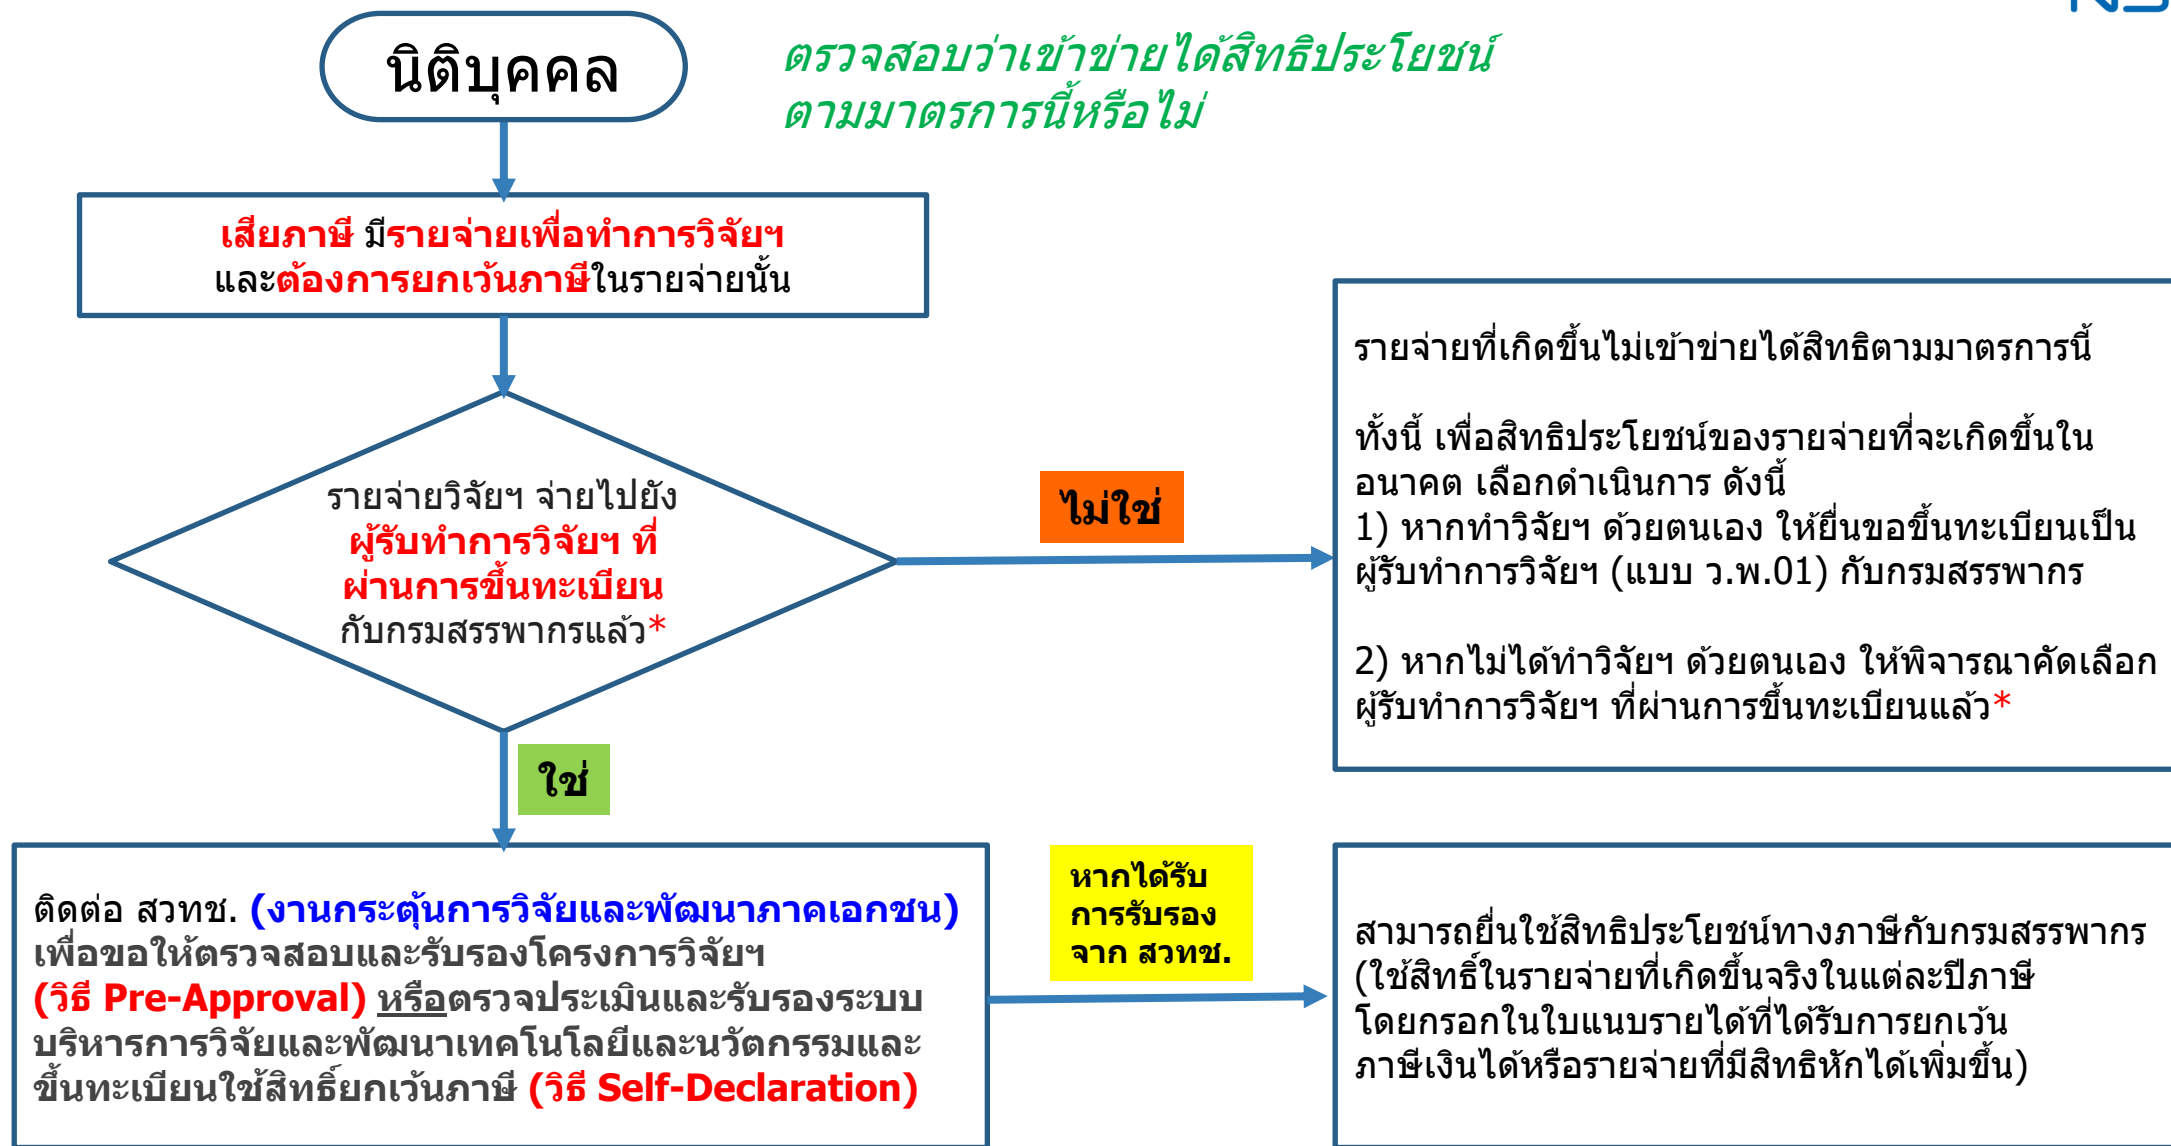 นิติบุคคล
ตรวจสอบว่าเข้าข่ายได้สิทธิประโยชน์
ตามมาตรการนี้หรือไม่
เสียภาษี มีรายจ่ายเพื่อทำการวิจัยฯ
และต้องการยกเว้นภาษีในรายจ่ายนั้น
รายจ่ายวิจัยฯ จ่ายไปยัง
ผู้รับทำการวิจัยฯ ที่
ผ่านการขึ้นทะเบียน
กับกรมสรรพากรแล้ว*
ไม่ใช่
รายจ่ายที่เกิดขึ้นไม่เข้าข่ายได้สิทธิตามมาตรการนี้
ทั้งนี้ เพื่อสิทธิประโยชน์ของรายจ่ายที่จะเกิดขึ้นใน
อนาคต เลือกดำเนินการ ดังนี้
1) หากทำวิจัยฯ ด้วยตนเอง ให้ยื่นขอขึ้นทะเบียนเป็น
ผู้รับทำการวิจัยฯ (แบบ ว.พ.01) กับกรมสรรพากร
2) หากไม่ได้ทำวิจัยฯ ด้วยตนเอง ให้พิจารณาคัดเลือก
ผู้รับทำการวิจัยฯ ที่ผ่านการขึ้นทะเบียนแล้ว*
ใช่
ติดต่อ สวทช. (งานกระตุ้นการวิจัยและพัฒนาภาคเอกชน)
เพื่อขอให้ตรวจสอบและรับรองโครงการวิจัยฯ
(วิธี Pre-Approval) หรือตรวจประเมินและรับรองระบบ
บริหารการวิจัยและพัฒนาเทคโนโลยีและนวัตกรรมและ
ขึ้นทะเบียนใช้สิทธิ์ยกเว้นภาษี (วิธี Self-Declaration)
หากได้รับ
การรับรอง
จาก สวทช.
สามารถยื่นใช้สิทธิประโยชน์ทางภาษีกับกรมสรรพากร
(ใช้สิทธิ์ในรายจ่ายที่เกิดขึ้นจริงในแต่ละปีภาษี
โดยกรอกในใบแนบรายได้ที่ได้รับการยกเว้น
ภาษีเงินได้หรือรายจ่ายที่มีสิทธิหักได้เพิ่มขึ้น)